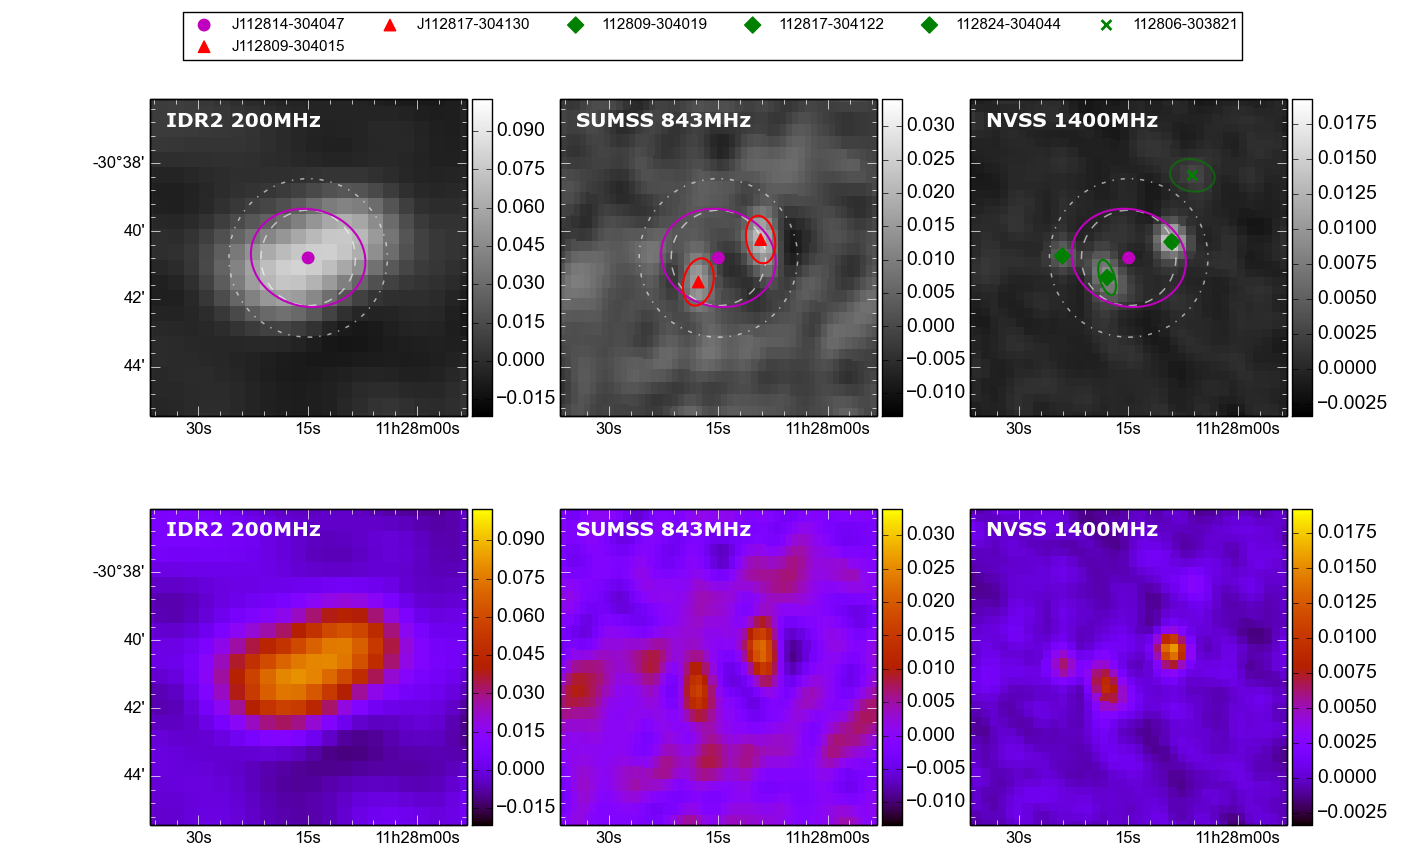 J112814-304047 J112817-304130 112809-304019 112817-304122 112824-304044 112806-303821
J112809-304015
IDR2 200MHz SUMSS 843MHz NVSS 1400MHz
0.090 0.075 0.060 0.045 0.030 0.015 0.000 −0.015
0.030 0.025 0.020 0.015 0.010 0.005 0.000 −0.005 −0.010
0.0175 0.0150 0.0125 0.0100 0.0075 0.0050 0.0025 0.0000 −0.0025
-30°38'
40'
42'
44'
30s 15s 11h28m00s 30s 15s 11h28m00s 30s 15s 11h28m00s
IDR2 200MHz SUMSS 843MHz NVSS 1400MHz
0.090 0.075 0.060 0.045 0.030 0.015 0.000 −0.015
0.030 0.025 0.020 0.015 0.010 0.005 0.000 −0.005 −0.010
0.0175 0.0150 0.0125 0.0100 0.0075 0.0050 0.0025 0.0000 −0.0025
-30°38'
40'
42'
44'
30s 15s 11h28m00s 30s 15s 11h28m00s 30s 15s 11h28m00s